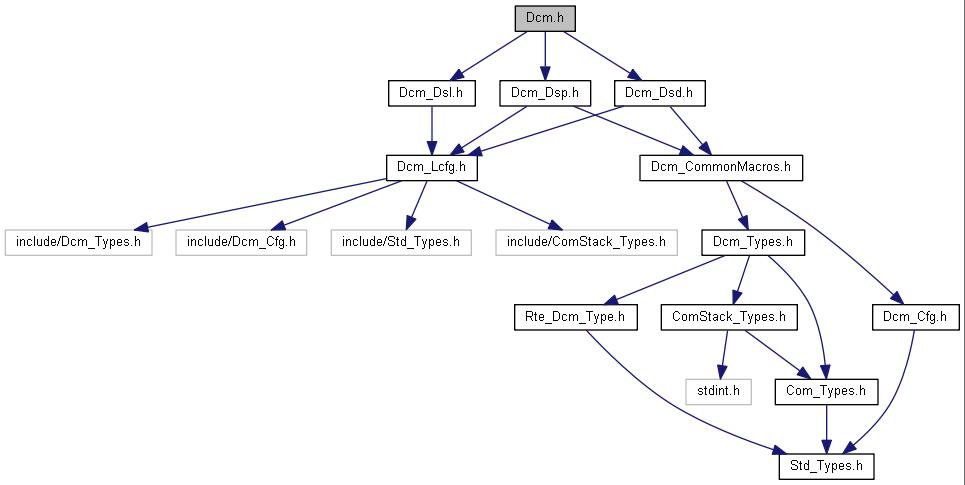 Dcm.h
Dcm_Dsl.h
Dcm_Dsp.h
Dcm_Dsd.h
Dcm_Lcfg.h
Dcm_CommonMacros.h
include/Dcm_Types.h
include/Dcm_Cfg.h
include/Std_Types.h
include/ComStack_Types.h
Dcm_Types.h
Rte_Dcm_Type.h
ComStack_Types.h
Dcm_Cfg.h
stdint.h
Com_Types.h
Std_Types.h